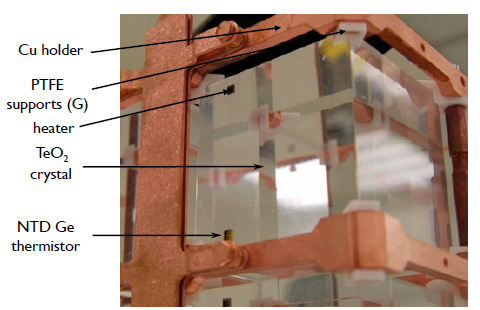 Cu holder
PTFE
supports (G)
heater
TeO₂
crystal
NTD Ge
thermistor